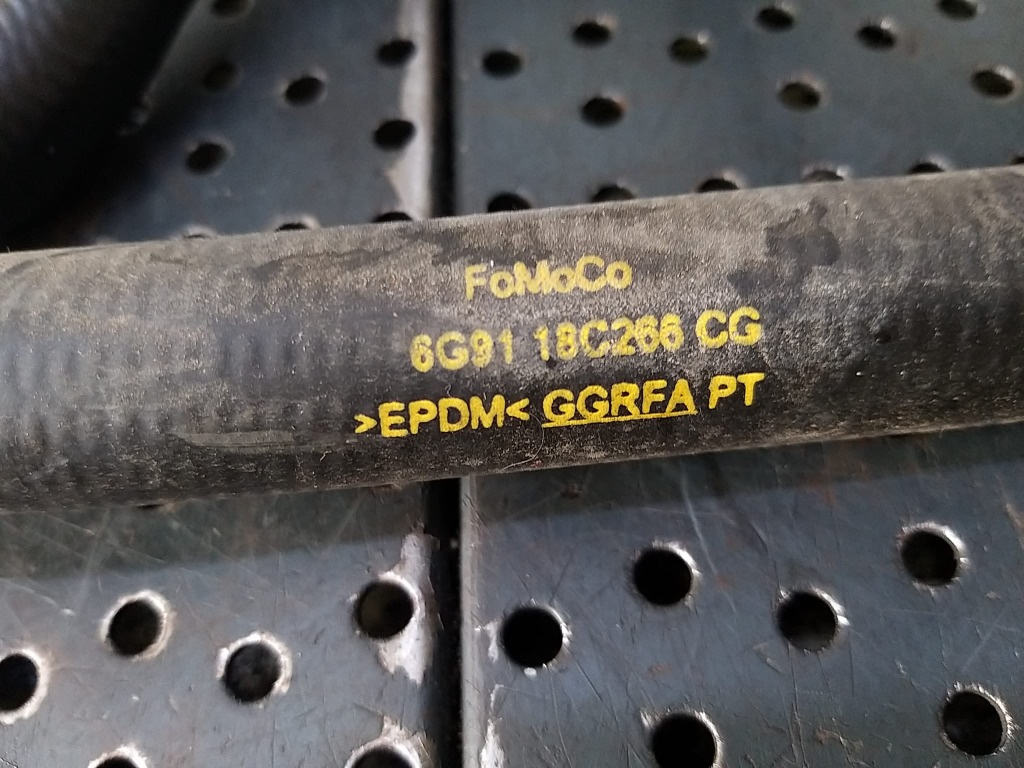 FoMoCo
6G91 18C266 CG
>EPDM< GGRFA PT